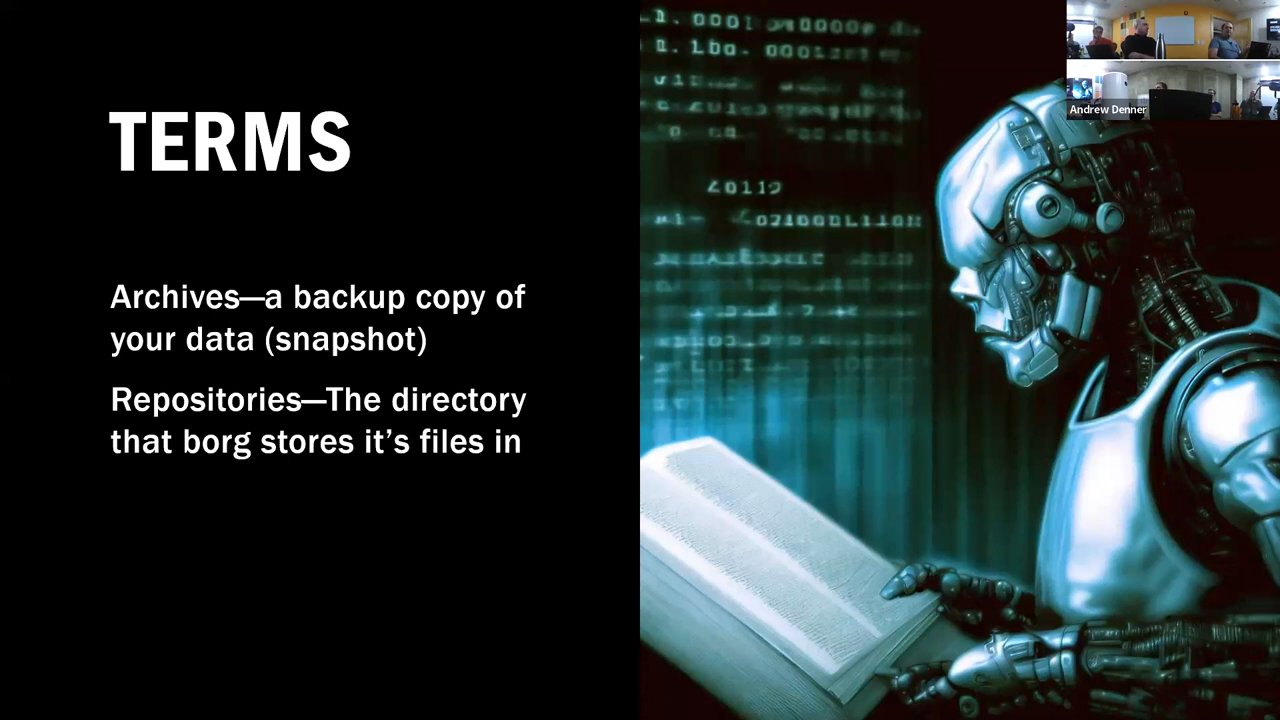 TERMS
Archives—a backup copy of
your data (snapshot)
Repositories—The directory
that borg stores it’s files in
Andrew Denner